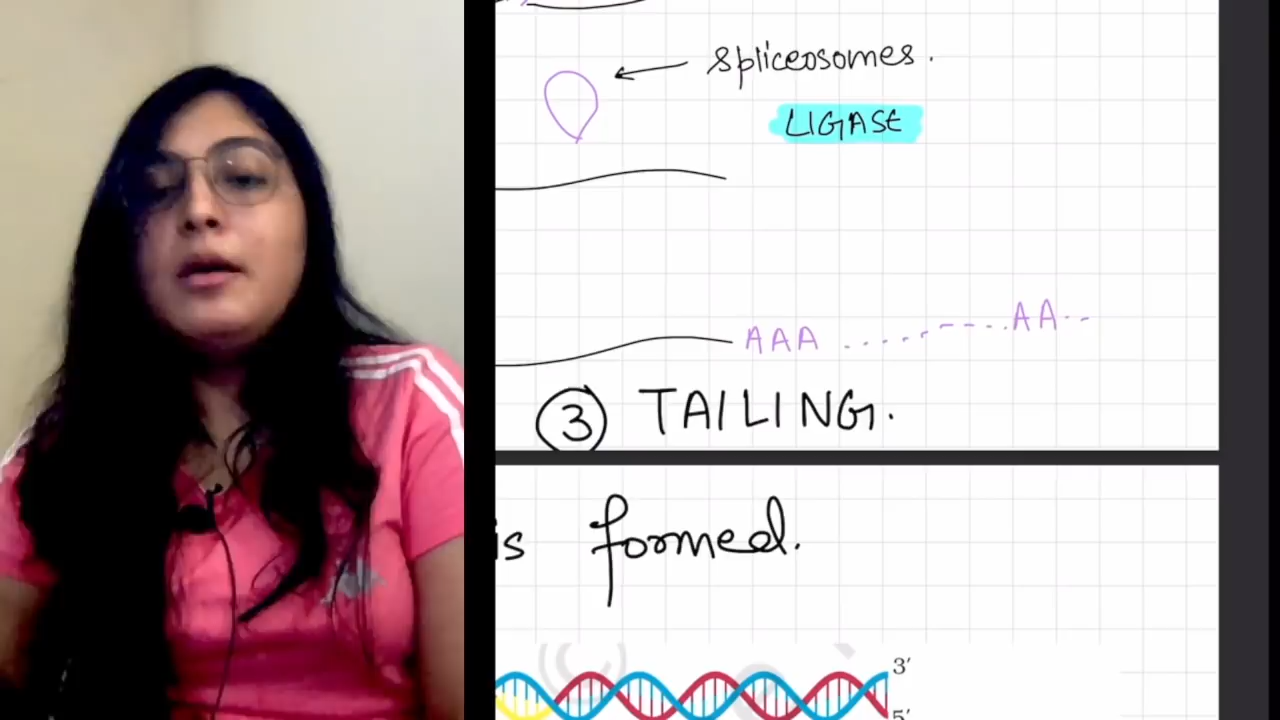 spliceosomes.
LIGASE
AAA ......---...AA..-
③ TAILING.
is formed.
3′
5′